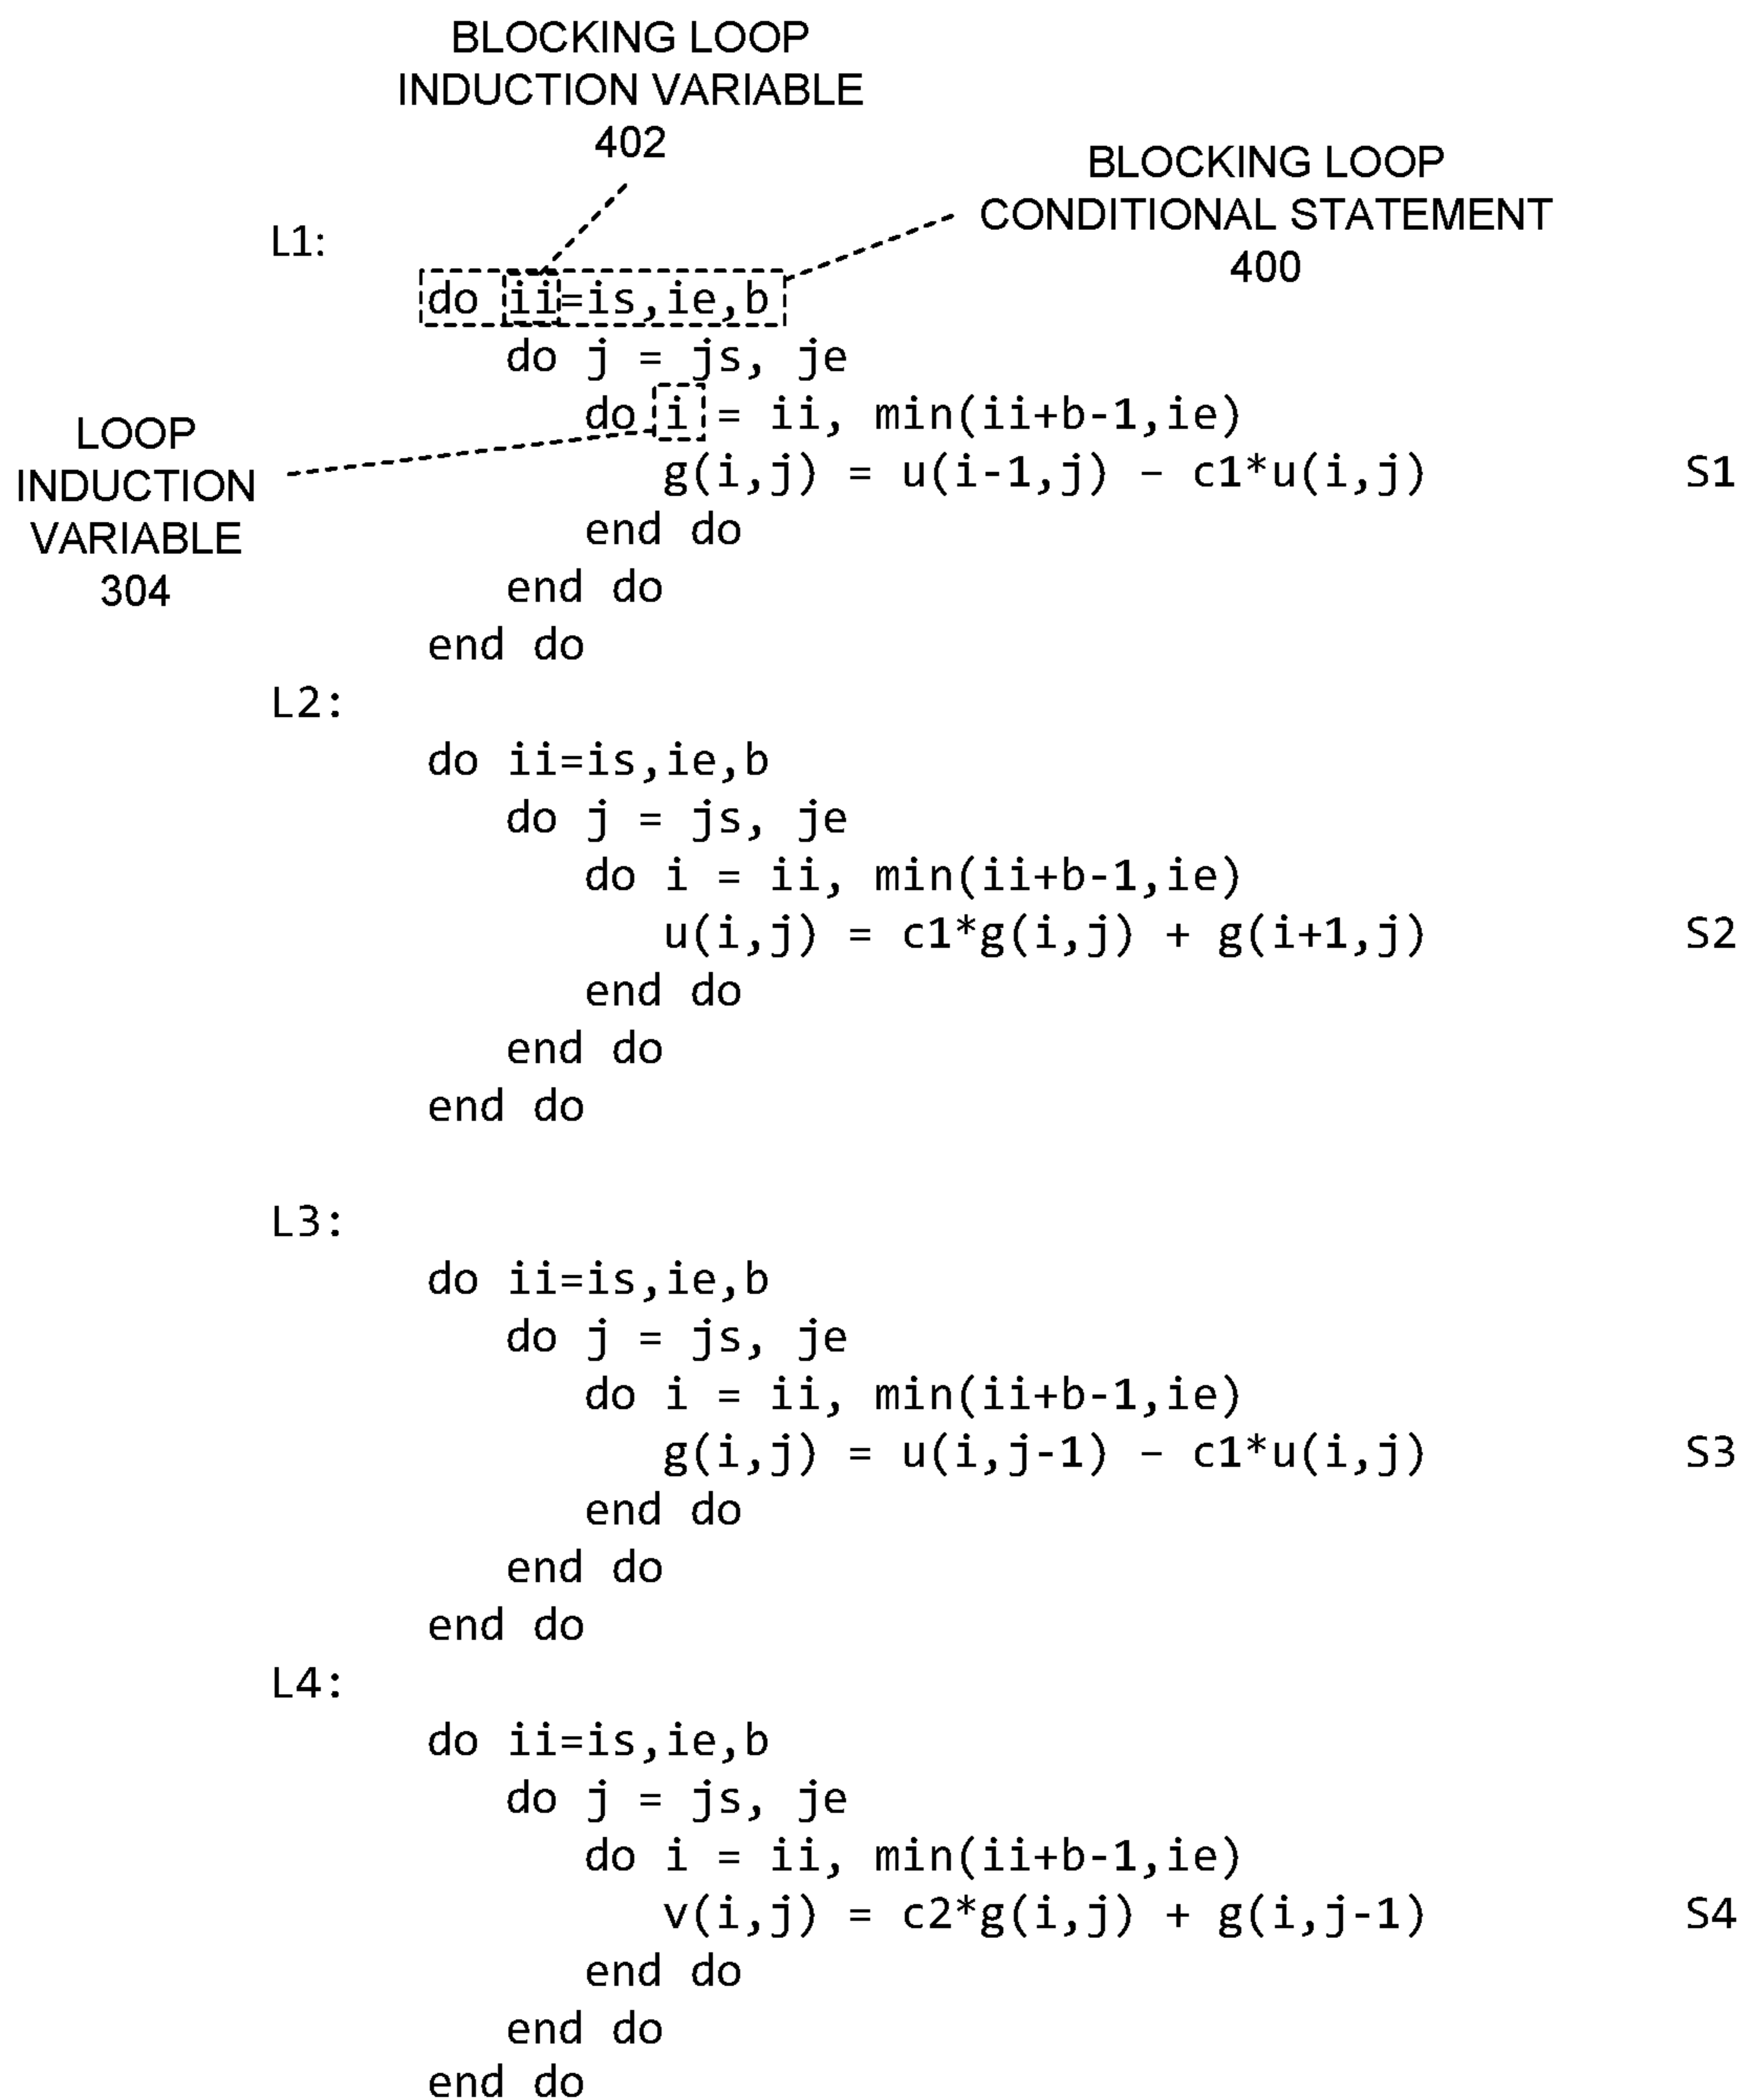 BLOCKING LOOP
INDUCTION VARIABLE
402
BLOCKING LOOP
CONDITIONAL STATEMENT
400
L1:
do ii=is,ie,b
do j = js, je
do i = ii, min(ii+b-1,ie)
LOOP
INDUCTION
VARIABLE
304
g(i,j) = u(i-1,j) – c1*u(i,j) S1
end do
end do
end do
L2:
do ii=is,ie,b
do j = js, je
do i = ii, min(ii+b-1,ie)
u(i,j) = c1*g(i,j) + g(i+1,j) S2
end do
end do
end do
L3:
do ii=is,ie,b
do j = js, je
do i = ii, min(ii+b-1,ie)
g(i,j) = u(i,j-1) – c1*u(i,j) S3
end do
end do
end do
L4:
do ii=is,ie,b
do j = js, je
do i = ii, min(ii+b-1,ie)
v(i,j) = c2*g(i,j) + g(i,j-1) S4
end do
end do
end do